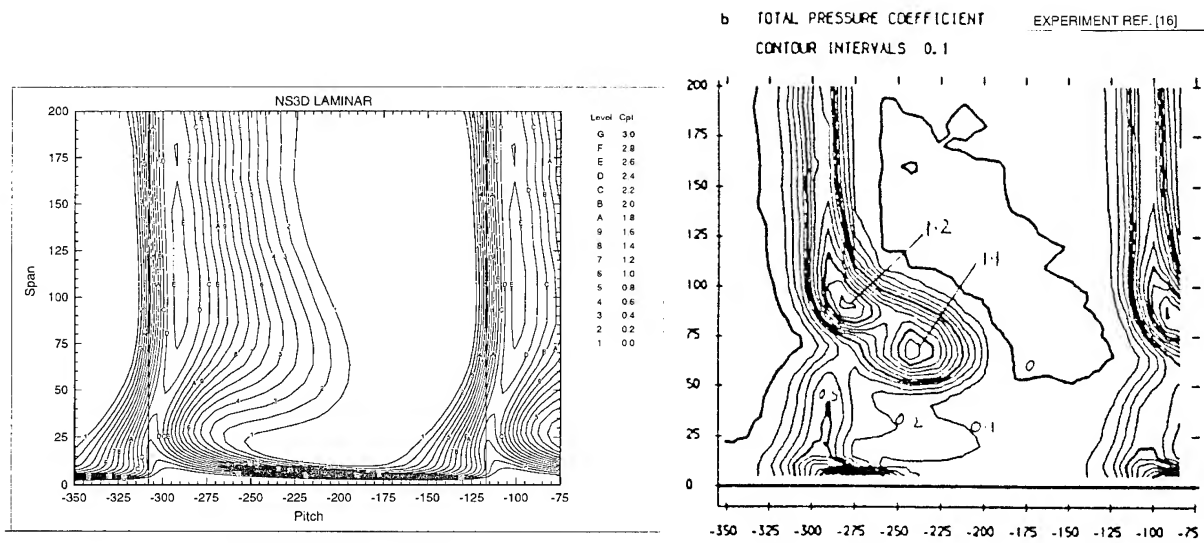 NS3D LAMINAR
Level Cpt
G 3.0
F 2.8
E 2.6
D 2.4
C 2.2
B 2.0
A 1.8
9 1.6
8 1.4
7 1.2
6 1.0
5 0.8
4 0.6
3 0.4
2 0.2
1 0.0
200
175
150
125
100
75
50
25
0
Span
-350 -325 -300 -275 -250 -225 -200 -175 -150 -125 -100 -75
Pitch
b TOTAL PRESSURE COEFFICIENT EXPERIMENT REF. [16]
CONTOUR INTERVALS 0.1
200
175
150
125
100
75
50
25
0
1.2
1.1
0
0.2
0.1
-350 -325 -300 -275 -250 -225 -200 -175 -150 -125 -100 -75